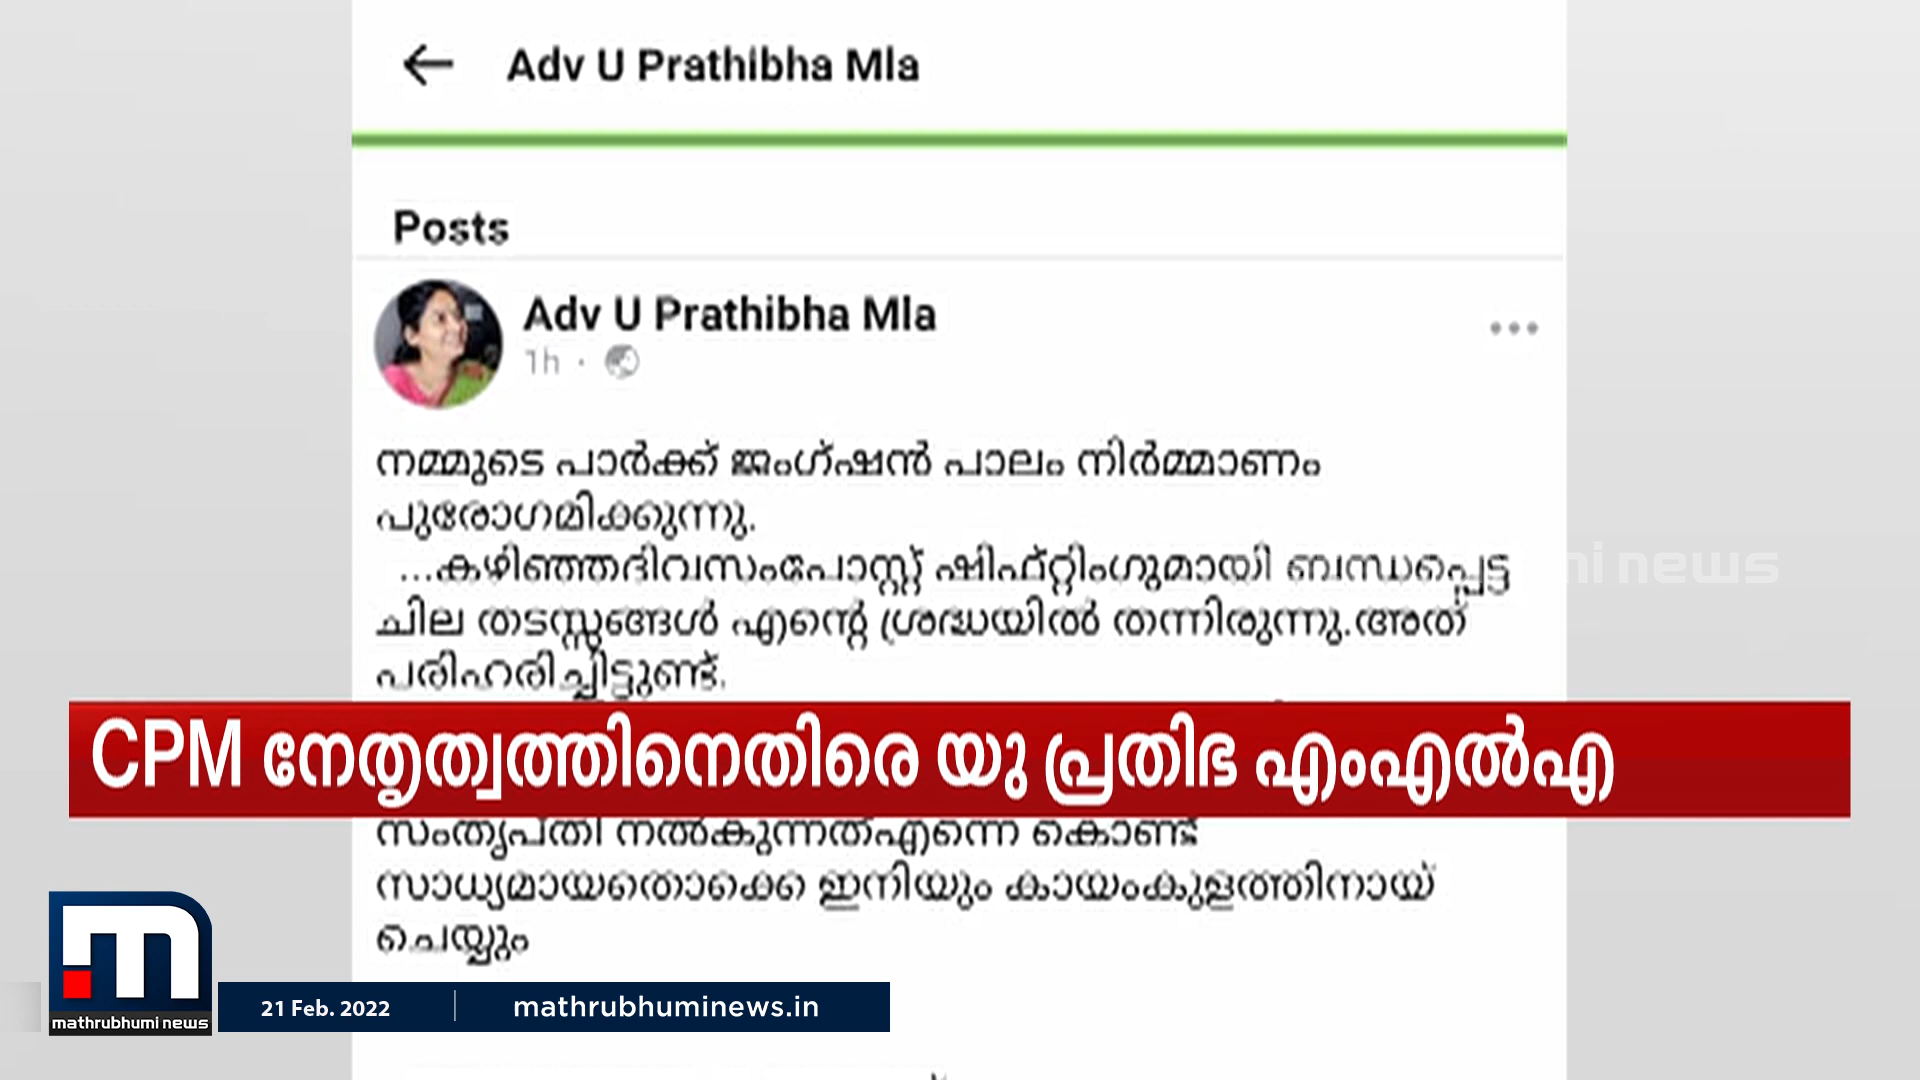 Adv U Prathibha Mla
Posts
Adv U Prathibha Mla
1h
നമ്മുടെ പാർക്ക് ജംഗ്ഷൻ പാലം നിർമ്മാണം
പുരോഗമിക്കുന്നു.
...കഴിഞ്ഞദിവസംപോസ്റ്റ് ഷിഫ്റ്റിംഗുമായി ബന്ധപ്പെട്ട
mi news
ചില തടസ്സങ്ങൾ എന്റെ ശ്രദ്ധയിൽ തന്നിരുന്നു.അത്
പരിഹരിച്ചിട്ടുണ്ട്.
CPM നേതൃത്വത്തിനെതിരെ യു പ്രതിഭ എംഎൽഎ
സംതൃപ്തി നൽകുന്നത്എന്നെ കൊണ്ട്
സാധ്യമായതൊക്കെ ഇനിയും കായംകുളത്തിനായ്
ചെയ്യും
mathrubhumi news
21 Feb. 2022
mathrubhuminews.in